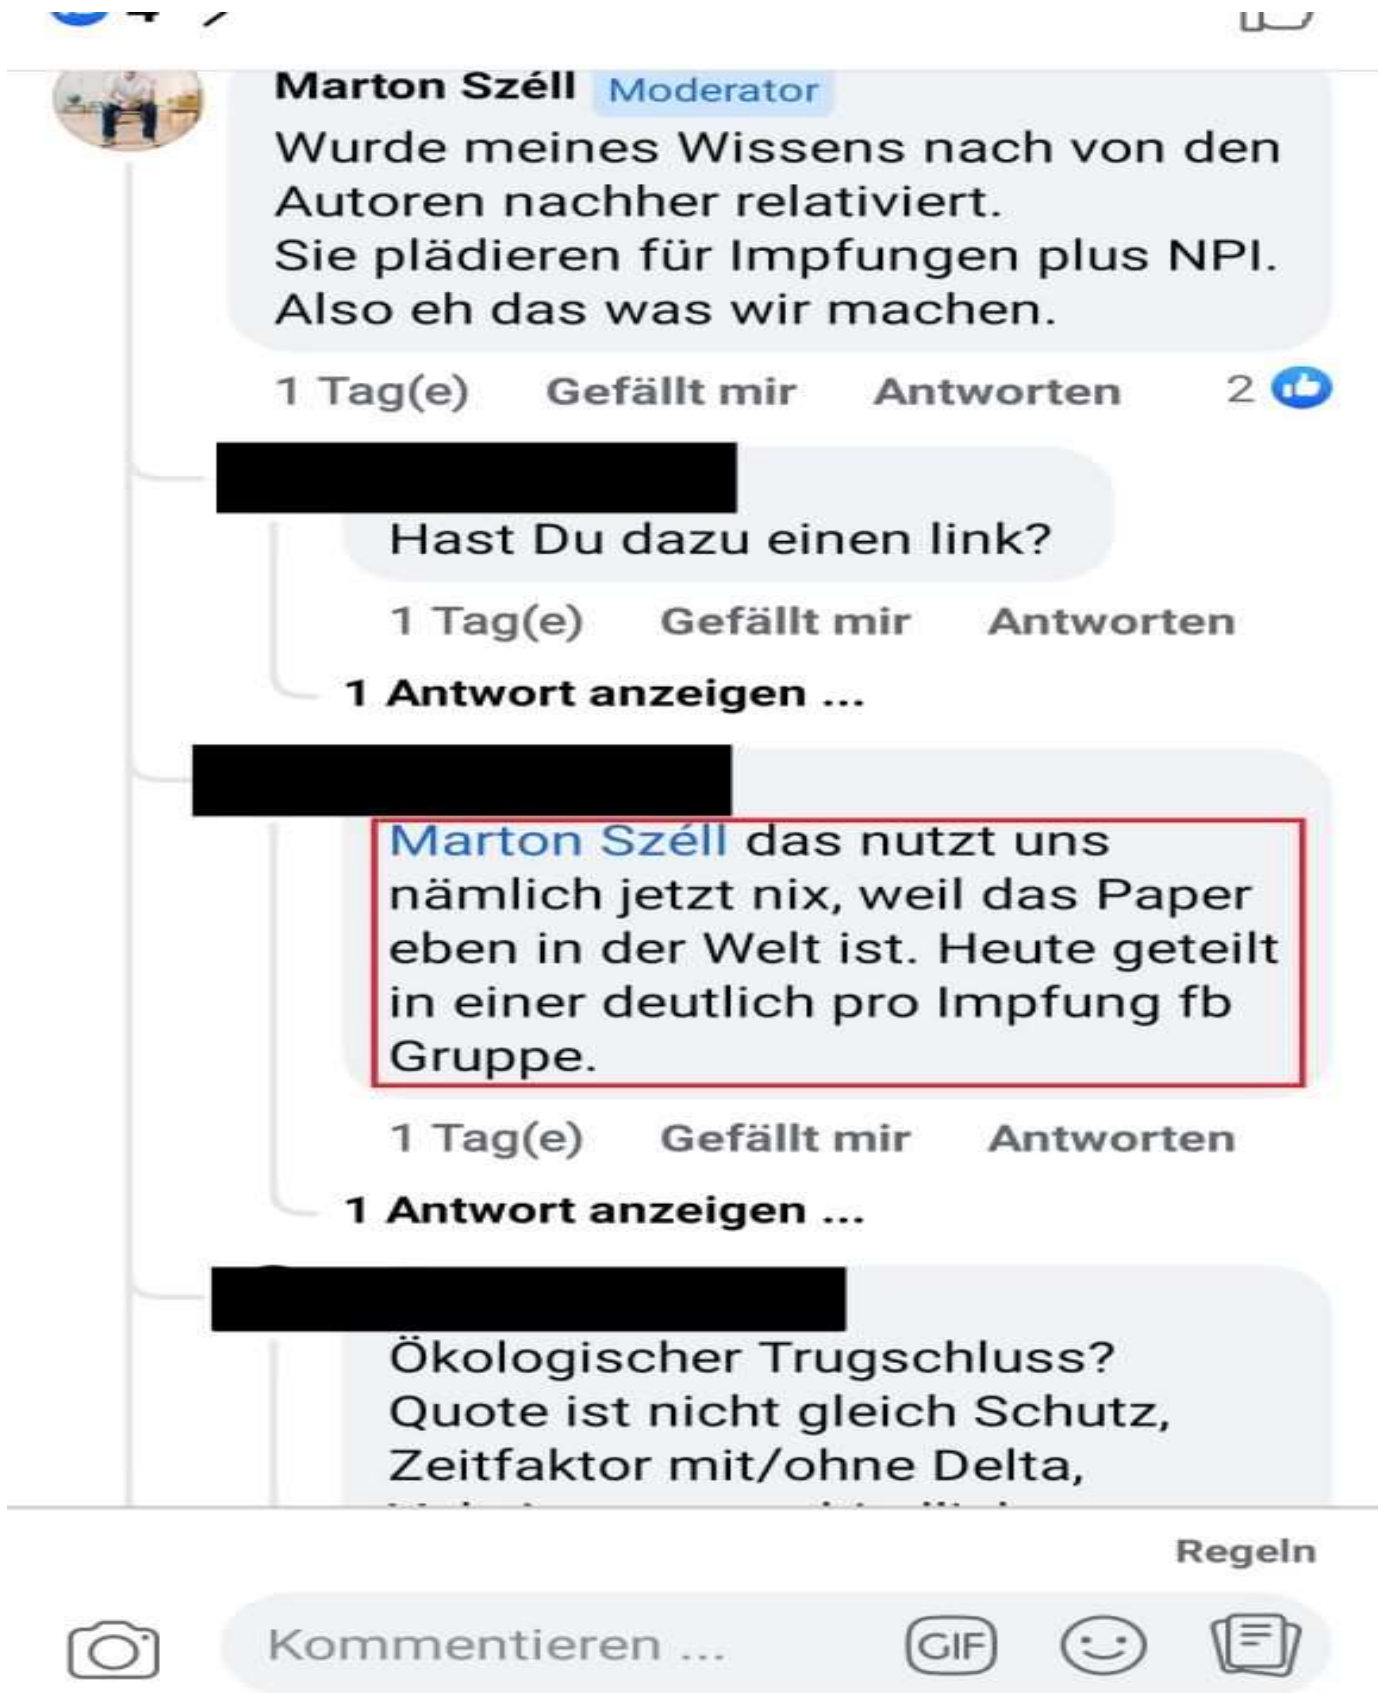 Marton Széll Moderator
Wurde meines Wissens nach von den
Autoren nachher relativiert.
Sie plädieren für Impfungen plus NPI.
Also eh das was wir machen.
1 Tag(e) Gefällt mir Antworten 2
Hast Du dazu einen link?
1 Tag(e) Gefällt mir Antworten
1 Antwort anzeigen ...
Marton Széll das nutzt uns
nämlich jetzt nix, weil das Paper
eben in der Welt ist. Heute geteilt
in einer deutlich pro Impfung fb
Gruppe.
1 Tag(e) Gefällt mir Antworten
1 Antwort anzeigen ...
Ökologischer Trugschluss?
Quote ist nicht gleich Schutz,
Zeitfaktor mit/ohne Delta,
Regeln
Kommentieren ... GIF